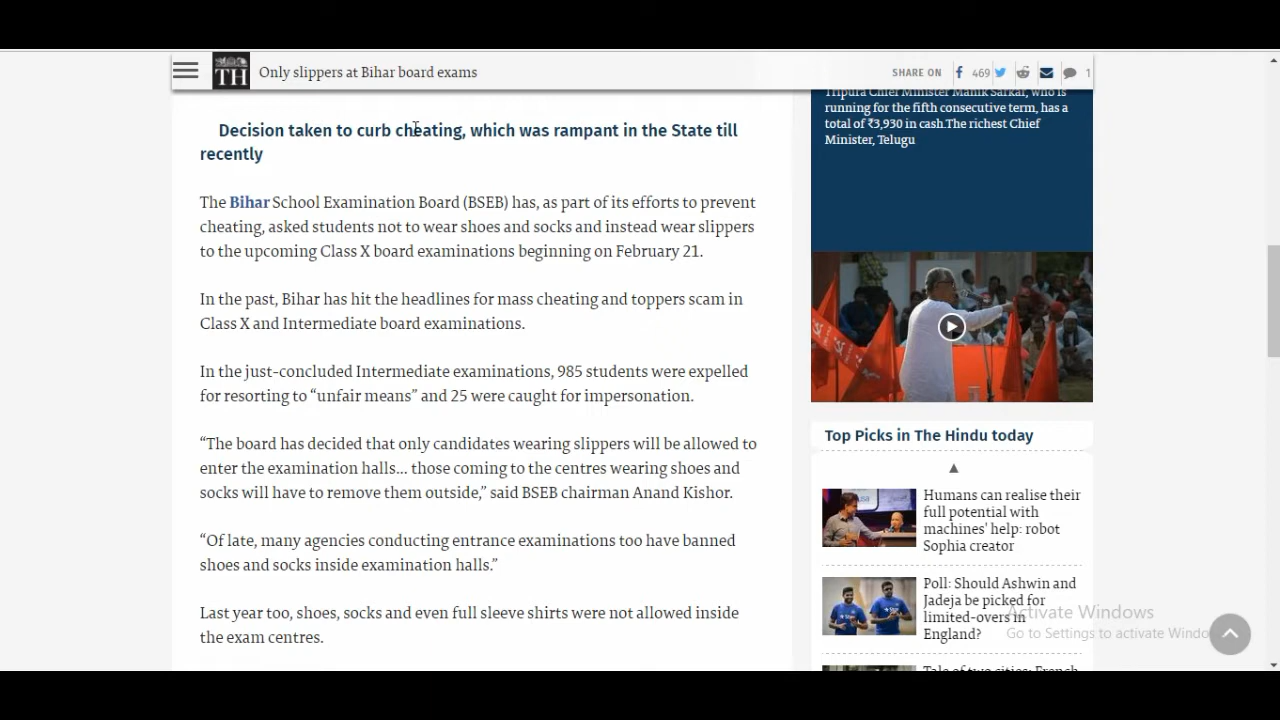 TH
Only slippers at Bihar board exams
SHARE ON
469
1
Decision taken to curb cheating, which was rampant in the State till
recently
The Bihar School Examination Board (BSEB) has, as part of its efforts to prevent
cheating, asked students not to wear shoes and socks and instead wear slippers
to the upcoming Class X board examinations beginning on February 21.
In the past, Bihar has hit the headlines for mass cheating and toppers scam in
Class X and Intermediate board examinations.
In the just-concluded Intermediate examinations, 985 students were expelled
for resorting to “unfair means” and 25 were caught for impersonation.
“The board has decided that only candidates wearing slippers will be allowed to
enter the examination halls... those coming to the centres wearing shoes and
socks will have to remove them outside,” said BSEB chairman Anand Kishor.
“Of late, many agencies conducting entrance examinations too have banned
shoes and socks inside examination halls.”
Last year too, shoes, socks and even full sleeve shirts were not allowed inside
the exam centres.
Tripura Chief Minister Manik Sarkar, who is
running for the fifth consecutive term, has a
total of ₹3,930 in cash.The richest Chief
Minister, Telugu
Top Picks in The Hindu today
Humans can realise their
full potential with
machines' help: robot
Sophia creator
Poll: Should Ashwin and
Jadeja be picked for
limited-overs in
England?
Tale of two cities: French
Activate Windows
Go to Settings to activate Windo